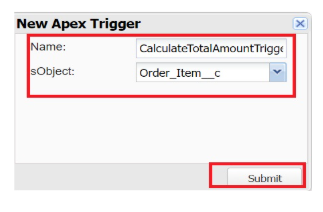 New Apex Trigger
Name: CalculateTotalAmountTrigge
sObject: Order_Item__c
Submit